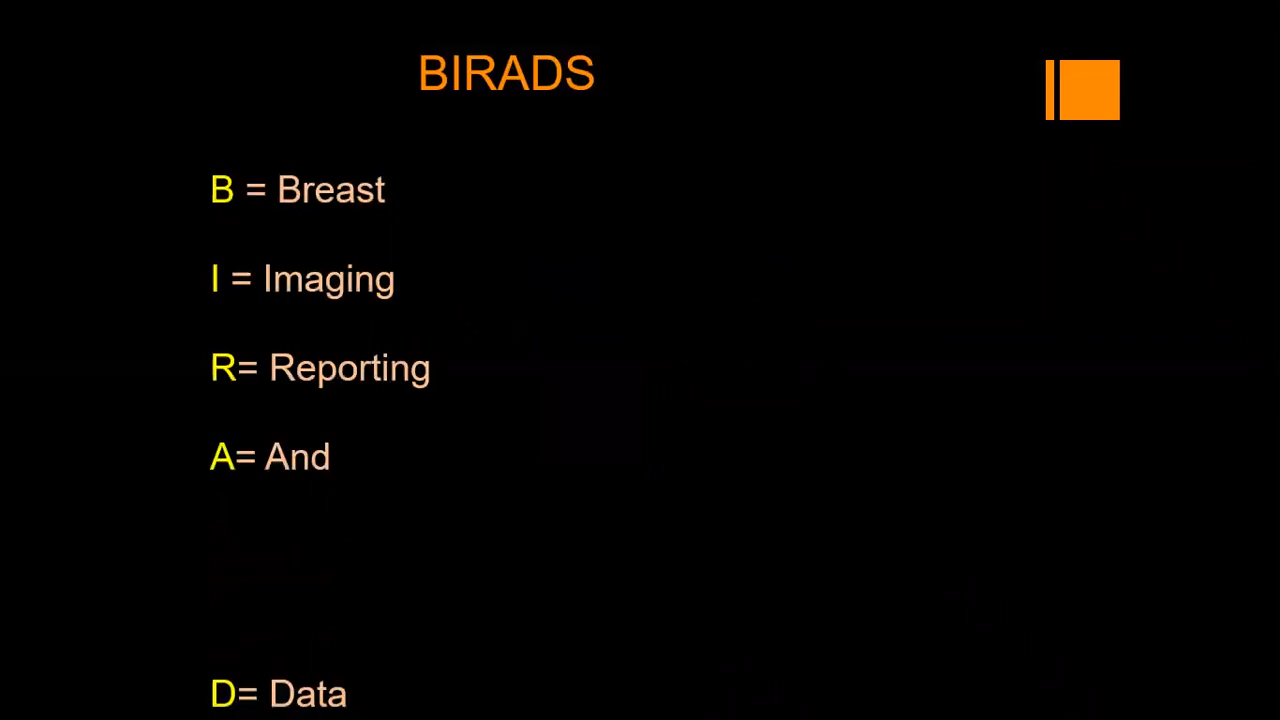 BIRADS
B = Breast
I = Imaging
R= Reporting
A= And
D= Data